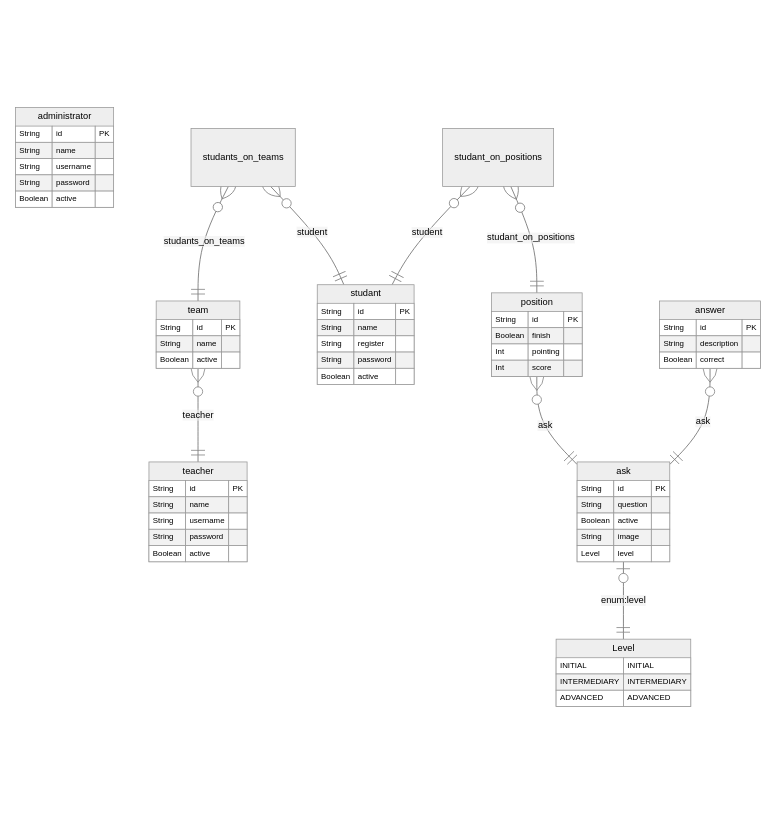 administrator
String id PK
String name
String username
String password
Boolean active
students_on_teams
studant_on_positions
students_on_teams
student
student
studant_on_positions
team
String id PK
String name
Boolean active
studant
String id PK
String name
String register
String password
Boolean active
position
String id PK
Boolean finish
Int pointing
Int score
answer
String id PK
String description
Boolean correct
teacher
ask
ask
teacher
String id PK
String name
String username
String password
Boolean active
ask
String id PK
String question
Boolean active
String image
Level level
enum:level
Level
INITIAL INITIAL
INTERMEDIARY INTERMEDIARY
ADVANCED ADVANCED